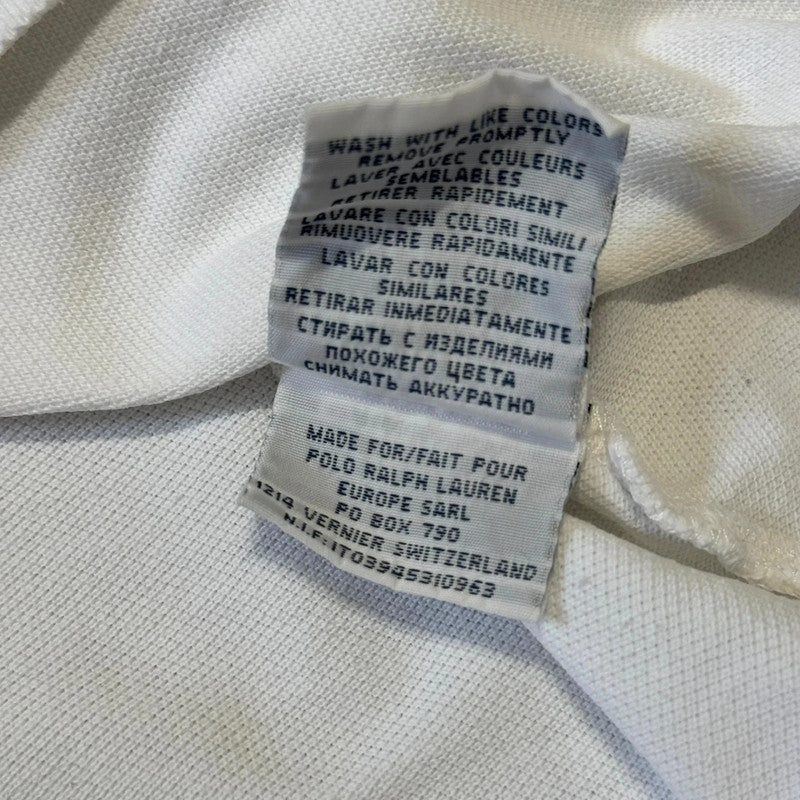 WASH WITH LIKE COLORS
REMOVE PROMPTLY
LAVER AVEC COULEURS
SEMBLABLES
RETIRER RAPIDEMENT
LAVARE CON COLORI SIMILI
RIMUOVERE RAPIDAMENTE
LAVAR CON COLORES
SIMILARES
RETIRAR INMEDIATAMENTE
СТИРАТЬ С ИЗДЕЛИЯМИ
ПОХОЖЕГО ЦВЕТА
СНИМАТЬ АККУРАТНО
MADE FOR/FAIT POUR
POLO RALPH LAUREN
EUROPE SARL
PO BOX 790
1214 VERNIER SWITZERLAND
N.I.F:IT03945310963